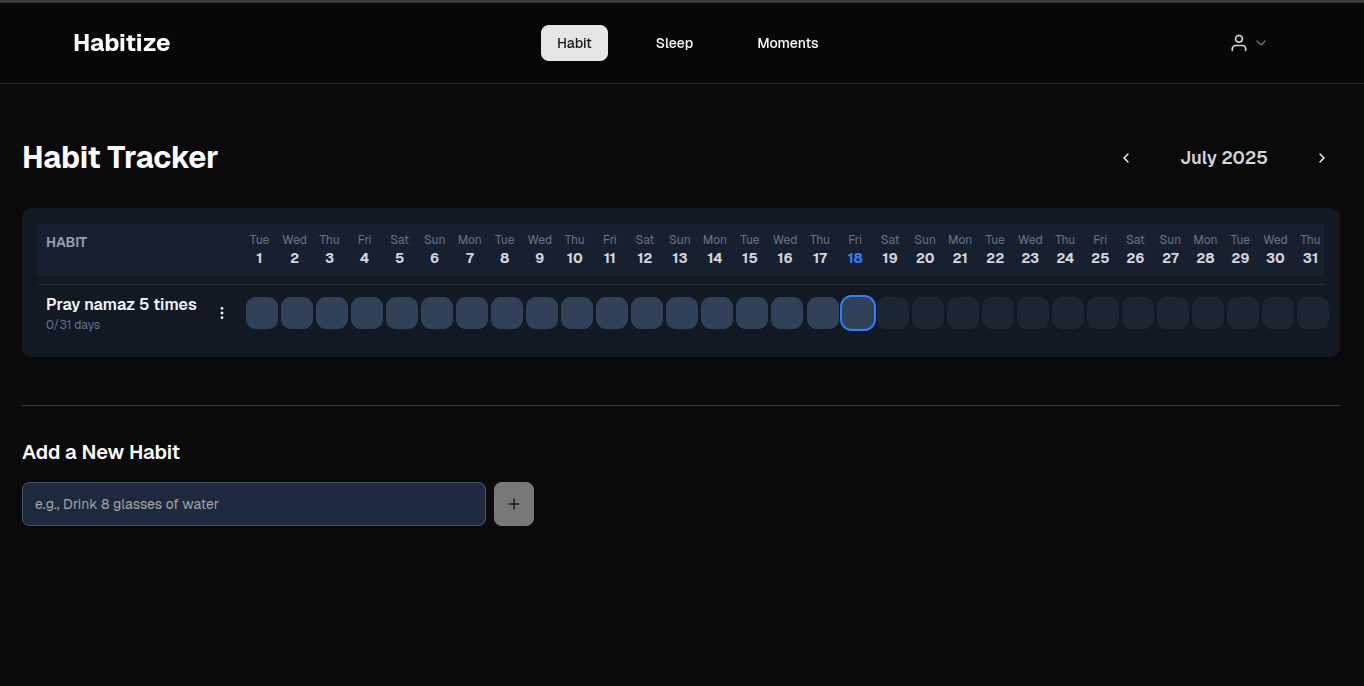 Habitize
Habit Sleep Moments
Habit Tracker
July 2025
HABIT
Tue Wed Thu Fri Sat Sun Mon Tue Wed Thu Fri Sat Sun Mon Tue Wed Thu Fri Sat Sun Mon Tue Wed Thu Fri Sat Sun Mon Tue Wed Thu
1 2 3 4 5 6 7 8 9 10 11 12 13 14 15 16 17 18 19 20 21 22 23 24 25 26 27 28 29 30 31
Pray namaz 5 times
0/31 days
Add a New Habit
e.g., Drink 8 glasses of water
+